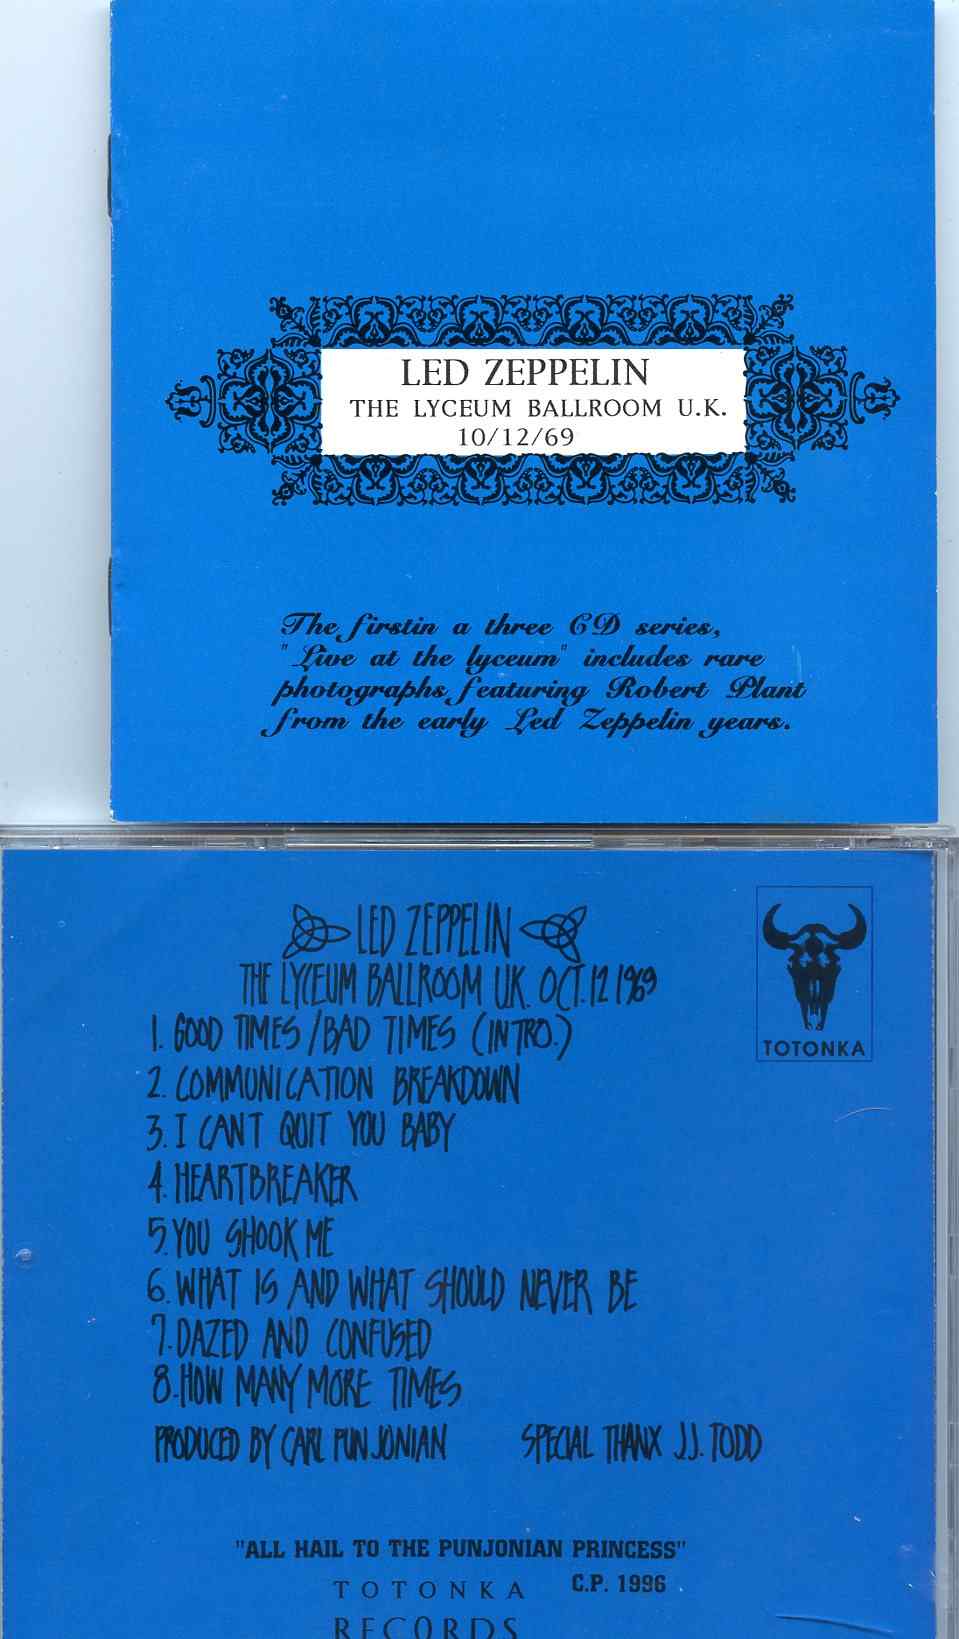 LED ZEPPELIN
THE LYCEUM BALLROOM U.K.
10/12/69
The firstin a three CD series,
"Live at the lyceum" includes rare
photographs featuring Robert Plant
from the early Led Zeppelin years.
LED ZEPPELIN
THE LYCEUM BALLROOM U.K. OCT. 12 1969
TOTONKA
1. GOOD TIMES/BAD TIMES (INTRO.)
2. COMMUNICATION BREAKDOWN
3. I CANT QUIT YOU BABY
4. HEARTBREAKER
5. YOU SHOOK ME
6. WHAT IS AND WHAT SHOULD NEVER BE
7. DAZED AND CONFUSED
8. HOW MANY MORE TIMES
PRODUCED BY CARL PUNJONIAN SPECIAL THANX J.J. TODD
"ALL HAIL TO THE PUNJONIAN PRINCESS"
TOTONKA C.P. 1996
RECORDS